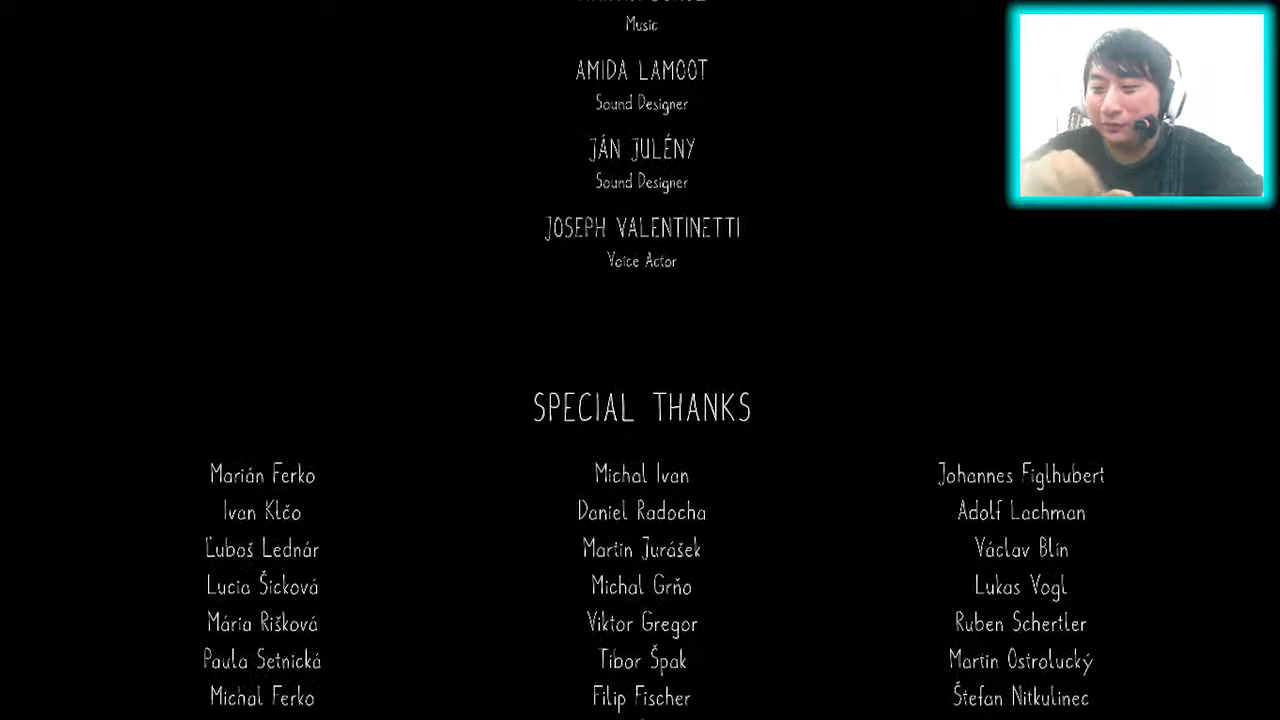 Music
AMIDA LAMOOT
Sound Designer
JÁN JULÉNY
Sound Designer
JOSEPH VALENTINETTI
Voice Actor
SPECIAL THANKS
Marián Ferko
Michal Ivan
Johannes Figlhubert
Ivan Klčo
Daniel Radocha
Adolf Lachman
Ľuboš Lednár
Martin Jurášek
Václav Blín
Lucia Šicková
Michal Grňo
Lukas Vogl
Mária Rišková
Viktor Gregor
Ruben Schertler
Paula Setnická
Tibor Špak
Martin Ostrolucký
Michal Ferko
Filip Fischer
Štefan Nitkulinec